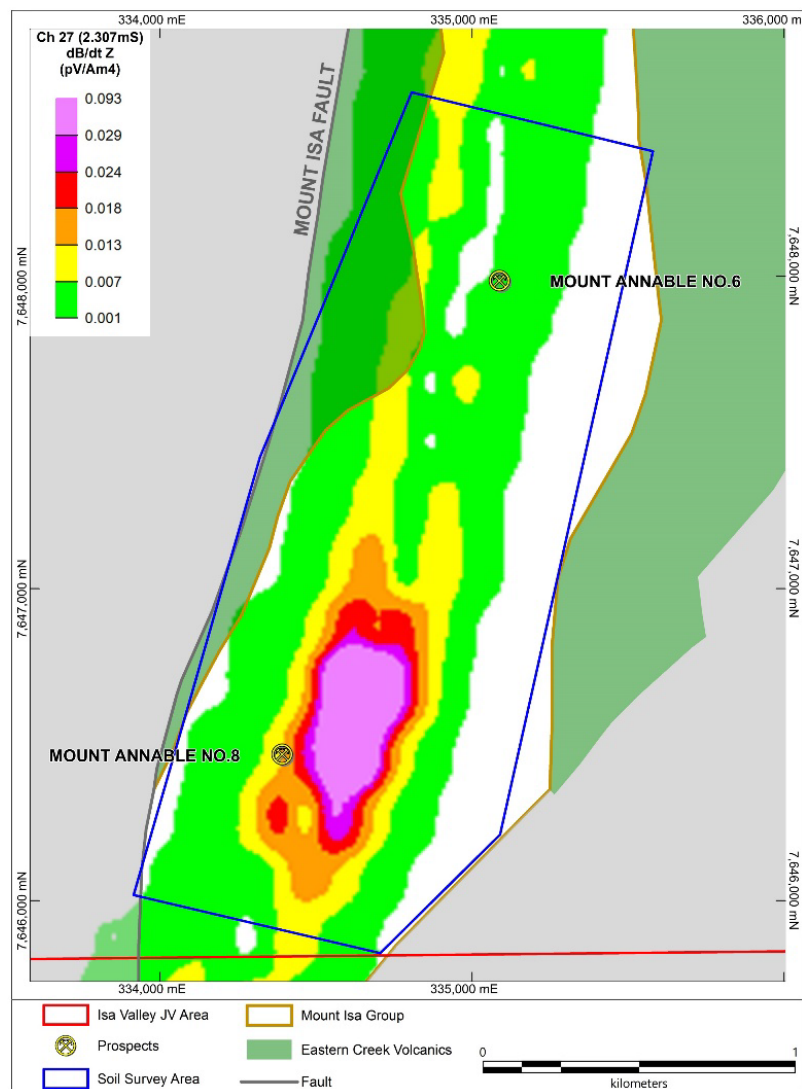 334,000 mE
335,000 mE
336,000 mE
Ch 27 (2.307mS)
dB/dt Z
(pV/Am4)
0.093
0.029
0.024
0.018
0.013
0.007
0.001
MOUNT ISA FAULT
7,648,000 mN
7,648,000 mN
MOUNT ANNABLE NO.6
7,647,000 mN
7,647,000 mN
MOUNT ANNABLE NO.8
7,646,000 mN
7,646,000 mN
334,000 mE
335,000 mE
Isa Valley JV Area
Mount Isa Group
Prospects
Eastern Creek Volcanics
Soil Survey Area
Fault
0
1
kilometers